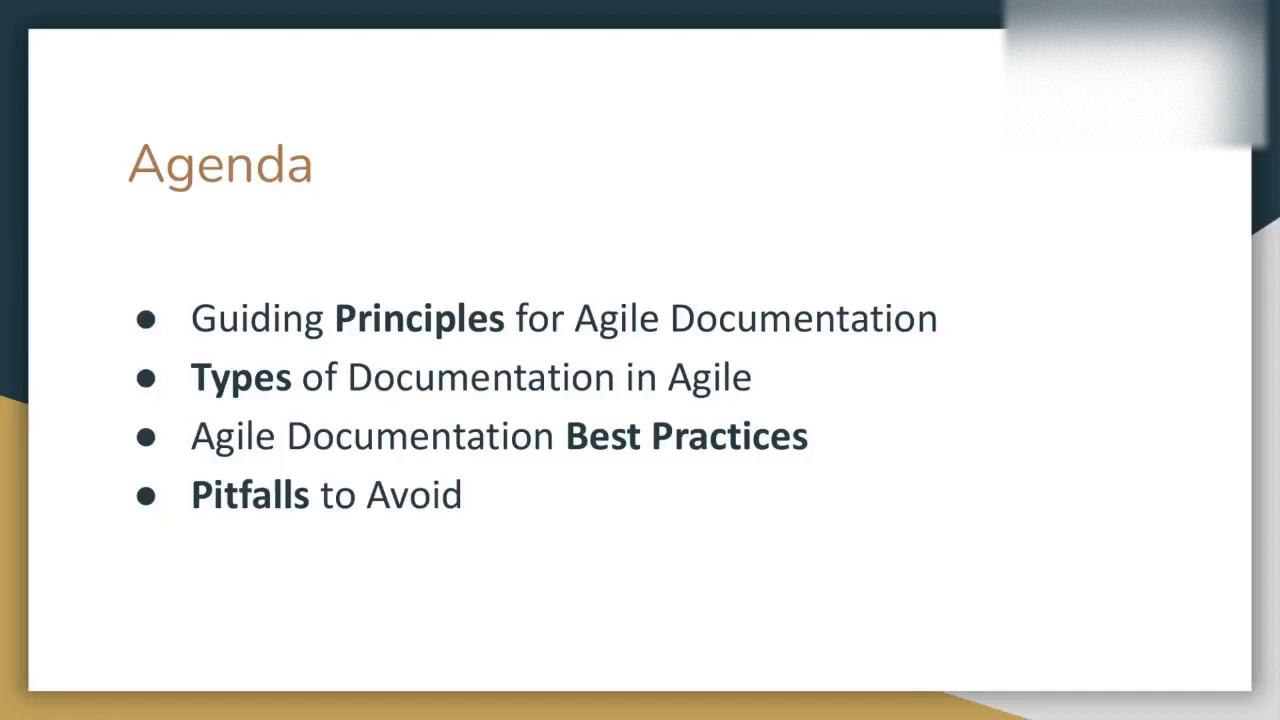 Agenda
● Guiding Principles for Agile Documentation
● Types of Documentation in Agile
● Agile Documentation Best Practices
● Pitfalls to Avoid